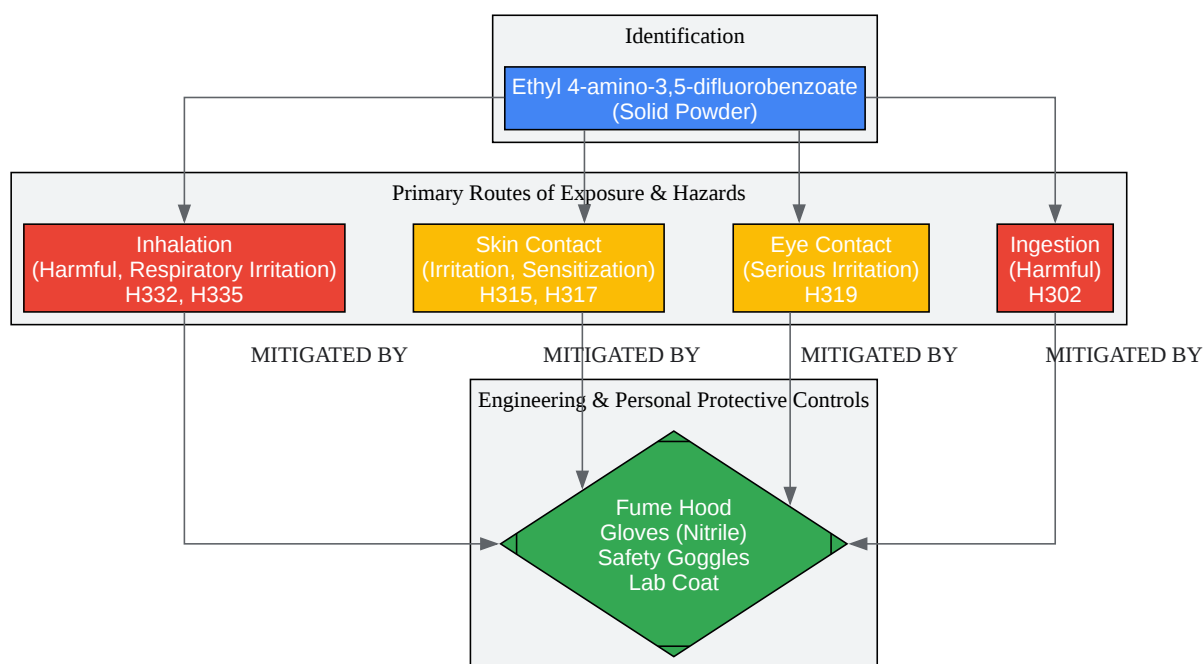 Identification
Ethyl 4-amino-3,5-difluorobenzoate
(Solid Powder)
Primary Routes of Exposure & Hazards
Inhalation
(Harmful, Respiratory Irritation)
H332, H335
Skin Contact
(Irritation, Sensitization)
H315, H317
Eye Contact
(Serious Irritation)
H319
Ingestion
(Harmful)
H302
MITIGATED BY
MITIGATED BY
MITIGATED BY
MITIGATED BY
Engineering & Personal Protective Controls
Fume Hood
Gloves (Nitrile)
Safety Goggles
Lab Coat